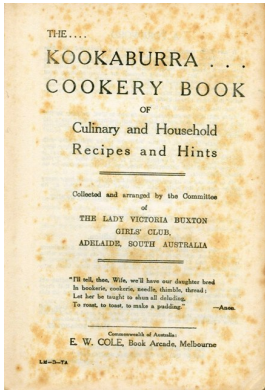 THE....
KOOKABURRA...
COOKERY BOOK
OF
Culinary and Household
Recipes and Hints
Collected and arranged by the Committee
of
THE LADY VICTORIA BUXTON
GIRLS' CLUB,
ADELAIDE, SOUTH AUSTRALIA
"I'll tell, thee, Wife, we'll have our daughter bred
In bookerie, cookerie, needle, thimble, thread:
Let her be taught to shun all deluding,
To roast, to toast, to make a pudding." —Anon.
Commonwealth of Australia:
E. W. COLE, Book Arcade, Melbourne
LM—D—TA